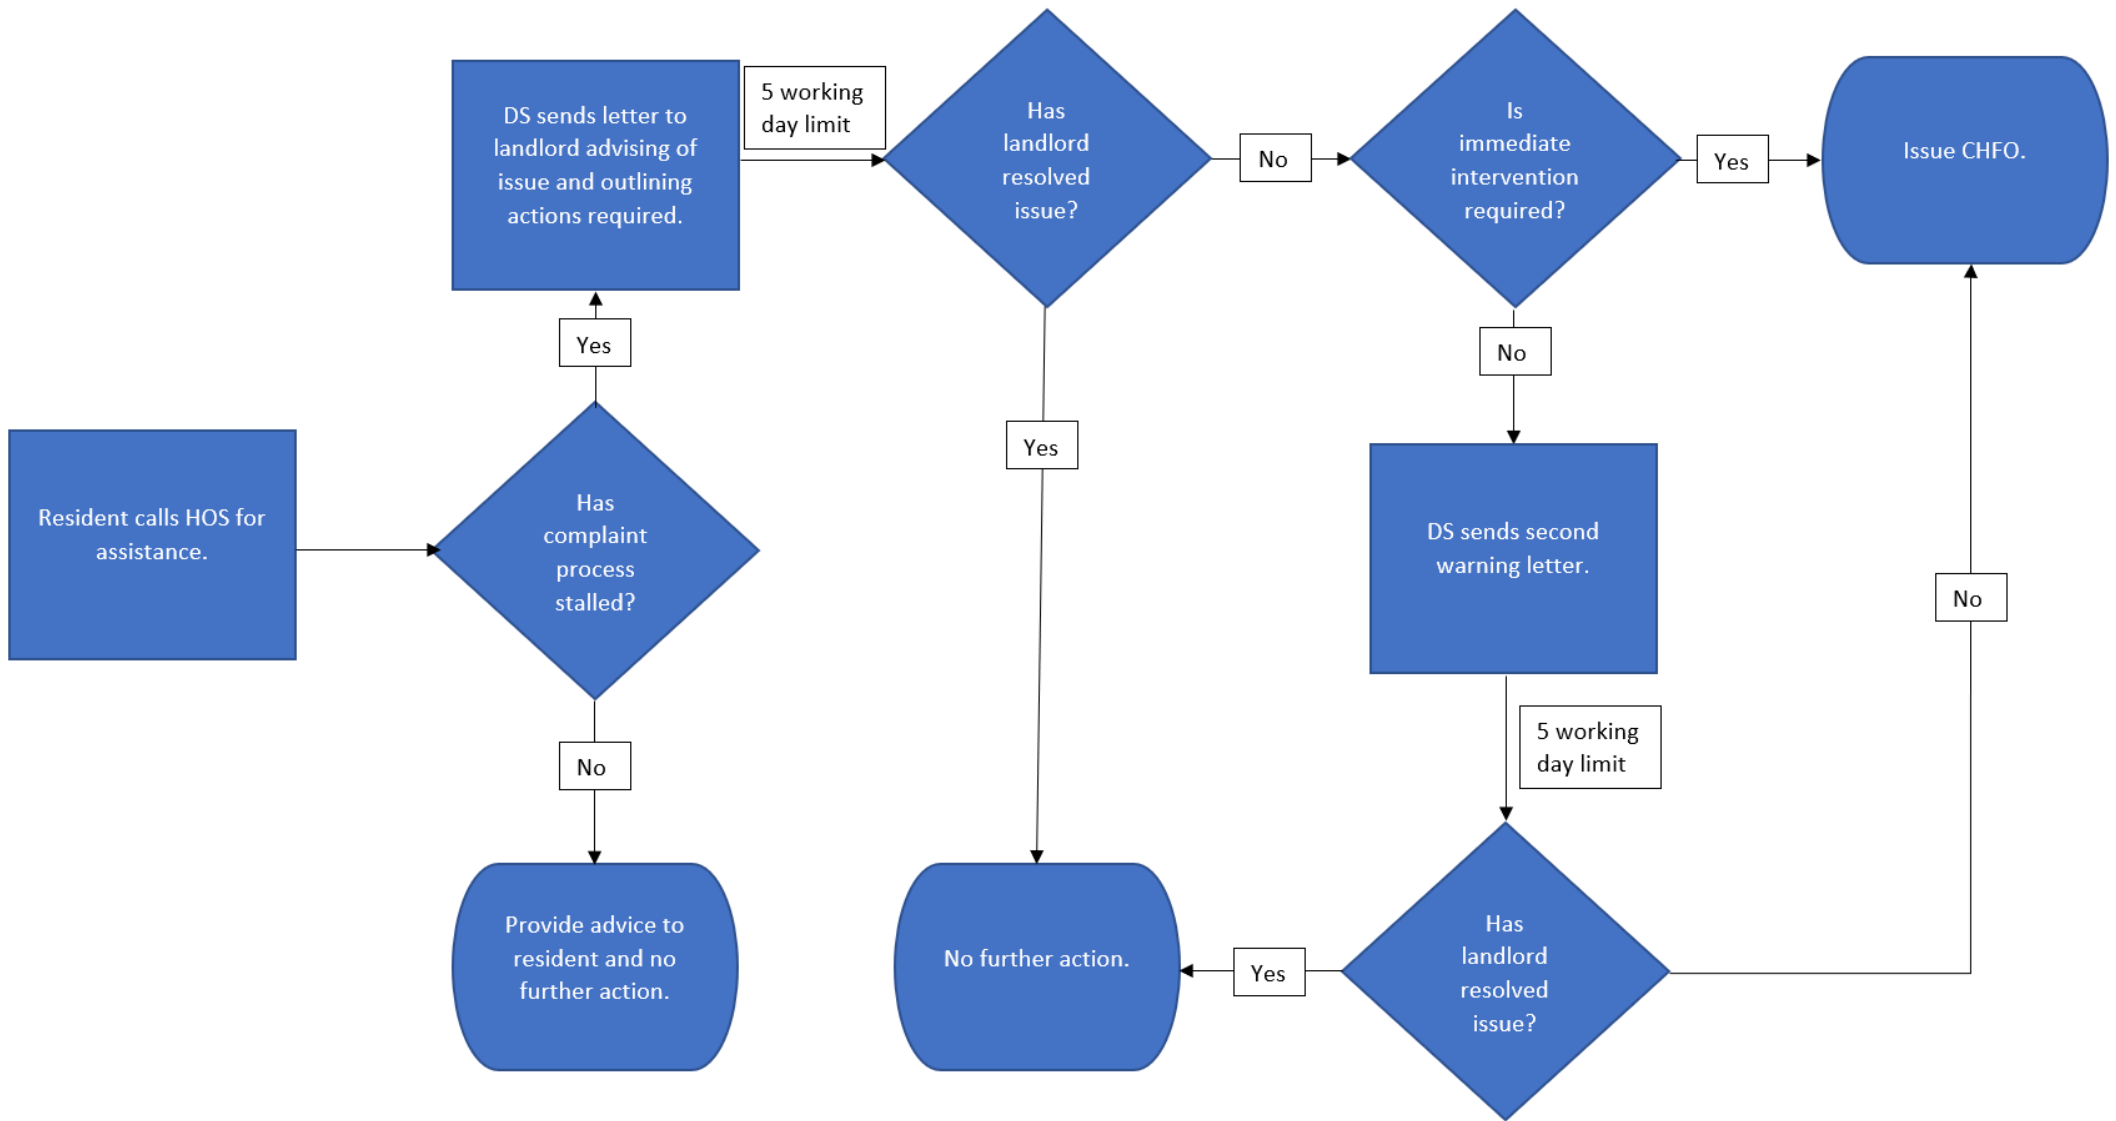 Resident calls HOS for
assistance.
Has
complaint
process
stalled?
Yes
DS sends letter to
landlord advising of
issue and outlining
actions required.
No
Provide advice to
resident and no
further action.
5 working
day limit
Has
landlord
resolved
issue?
Yes
No further action.
No
Is
immediate
intervention
required?
Yes
Issue CHFO.
No
DS sends second
warning letter.
5 working
day limit
Has
landlord
resolved
issue?
Yes
No